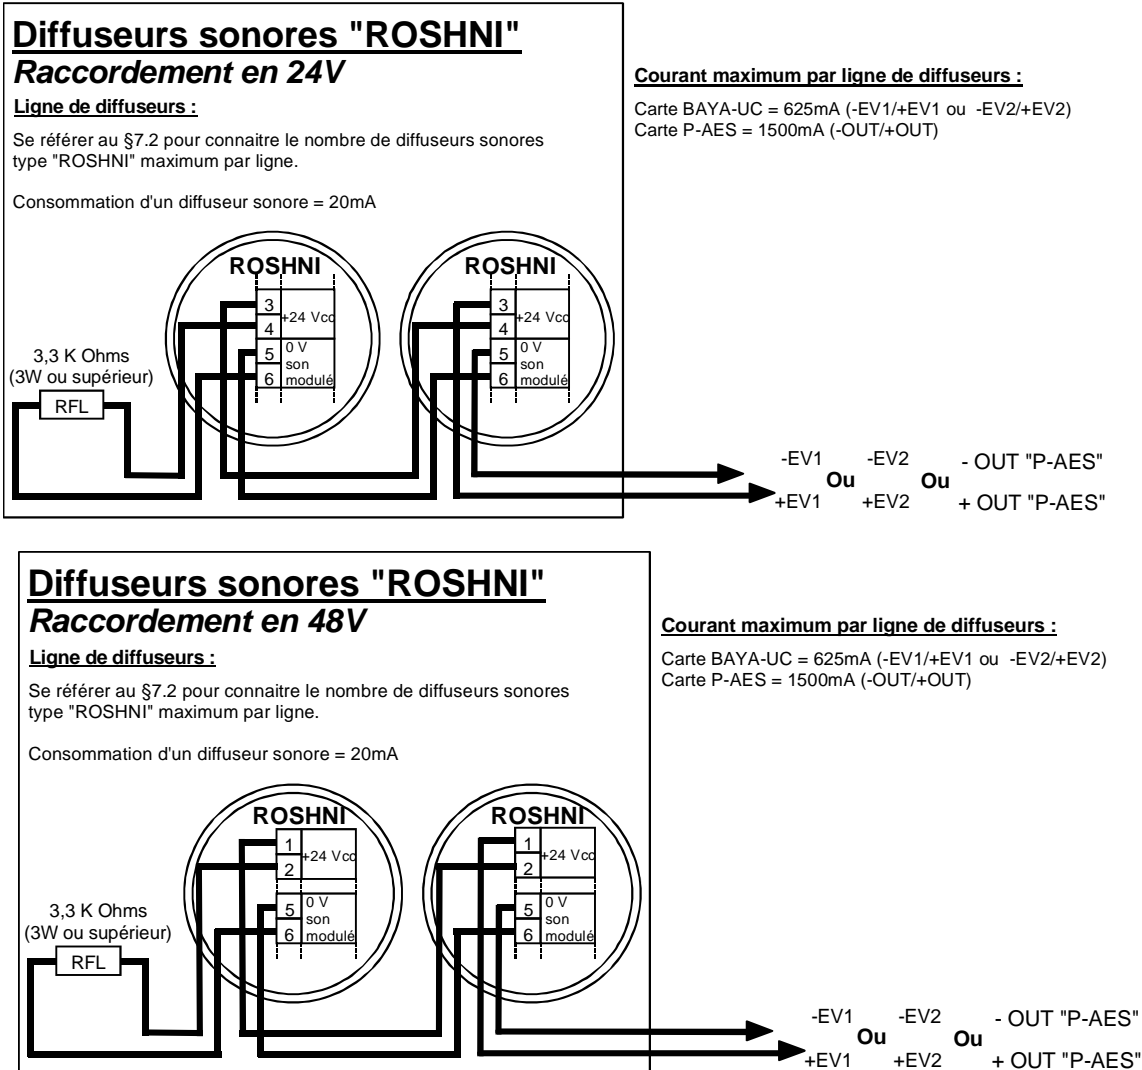 Diffuseurs sonores "ROSHNI"
Raccordement en 24V
Ligne de diffuseurs :
Se référer au §7.2 pour connaitre le nombre de diffuseurs sonores
type "ROSHNI" maximum par ligne.
Consommation d'un diffuseur sonore = 20mA
Courant maximum par ligne de diffuseurs :
Carte BAYA-UC = 625mA (-EV1/+EV1 ou -EV2/+EV2)
Carte P-AES = 1500mA (-OUT/+OUT)
ROSHNI
3
4
+24 Vcc
5
6
0 V
son
modulé
ROSHNI
3
4
+24 Vcc
5
6
0 V
son
modulé
3,3 K Ohms
(3W ou supérieur)
RFL
-EV1
+EV1
Ou
-EV2
+EV2
Ou
- OUT "P-AES"
+ OUT "P-AES"
Diffuseurs sonores "ROSHNI"
Raccordement en 48V
Ligne de diffuseurs :
Se référer au §7.2 pour connaitre le nombre de diffuseurs sonores
type "ROSHNI" maximum par ligne.
Consommation d'un diffuseur sonore = 20mA
Courant maximum par ligne de diffuseurs :
Carte BAYA-UC = 625mA (-EV1/+EV1 ou -EV2/+EV2)
Carte P-AES = 1500mA (-OUT/+OUT)
ROSHNI
1
2
+24 Vcc
5
6
0 V
son
modulé
ROSHNI
1
2
+24 Vcc
5
6
0 V
son
modulé
3,3 K Ohms
(3W ou supérieur)
RFL
-EV1
+EV1
Ou
-EV2
+EV2
Ou
- OUT "P-AES"
+ OUT "P-AES"